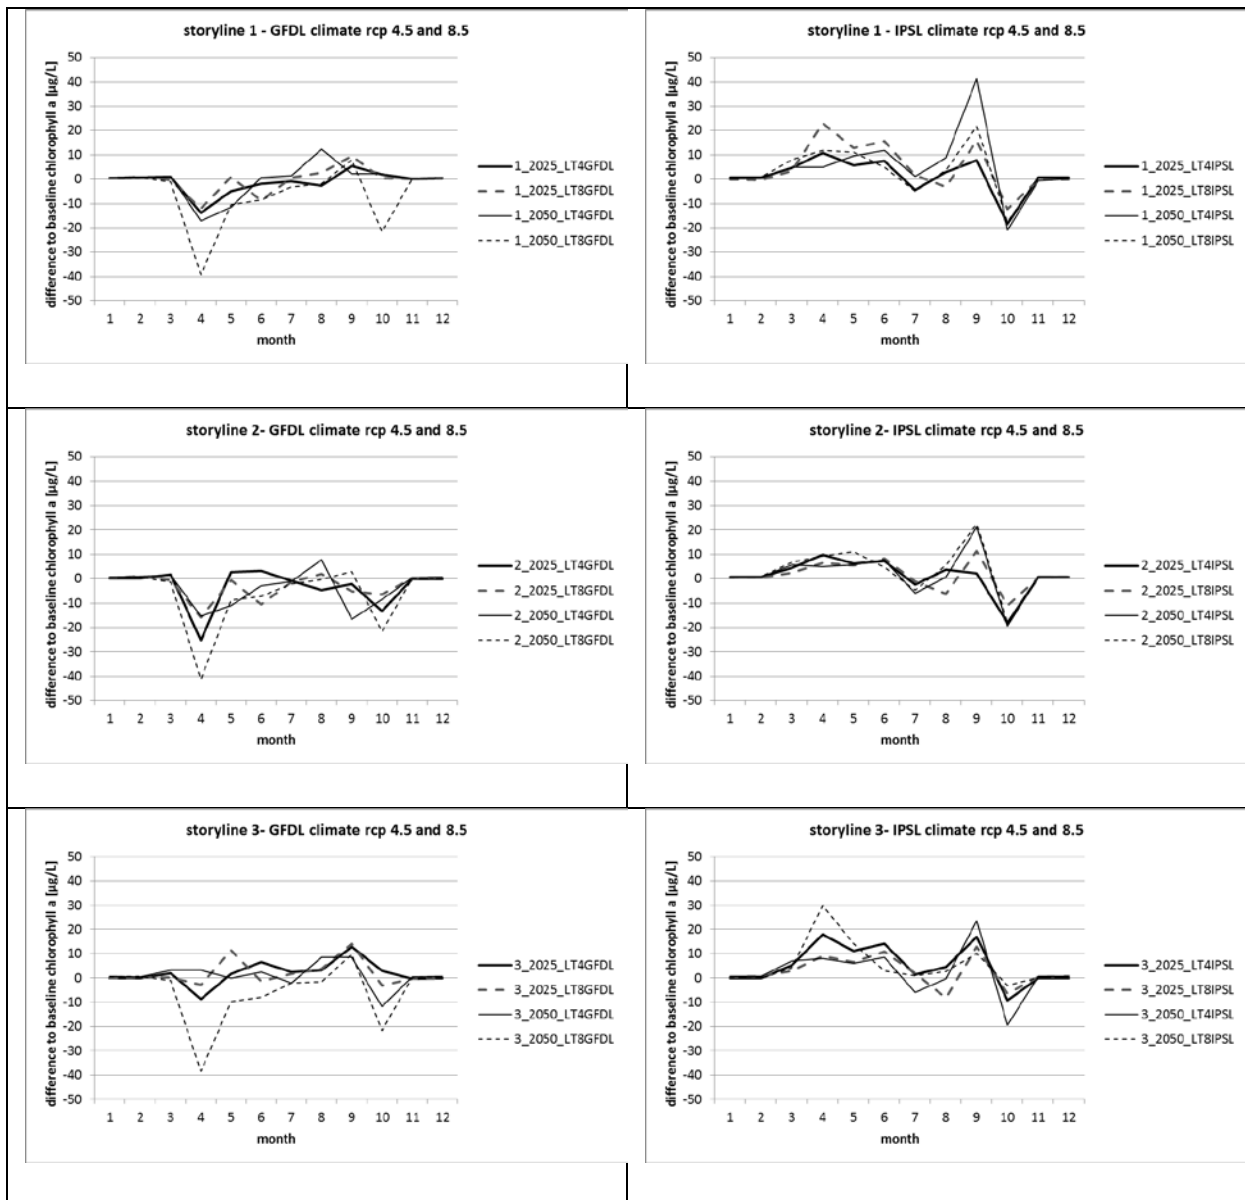 storyline 1 - GFDL climate rcp 4.5 and 8.5
difference to baseline chlorophyll a [µg/L]
50
40
30
20
10
0
-10
-20
-30
-40
-50
1 2 3 4 5 6 7 8 9 10 11 12
month
1_2025_LT4GFDL
1_2025_LT8GFDL
1_2050_LT4GFDL
1_2050_LT8GFDL
storyline 1 - IPSL climate rcp 4.5 and 8.5
difference to baseline chlorophyll a [µg/L]
50
40
30
20
10
0
-10
-20
-30
-40
-50
1 2 3 4 5 6 7 8 9 10 11 12
month
1_2025_LT4IPSL
1_2025_LT8IPSL
1_2050_LT4IPSL
1_2050_LT8IPSL
storyline 2- GFDL climate rcp 4.5 and 8.5
difference to baseline chlorophyll a [µg/L]
50
40
30
20
10
0
-10
-20
-30
-40
-50
1 2 3 4 5 6 7 8 9 10 11 12
month
2_2025_LT4GFDL
2_2025_LT8GFDL
2_2050_LT4GFDL
2_2050_LT8GFDL
storyline 2- IPSL climate rcp 4.5 and 8.5
difference to baseline chlorophyll a [µg/L]
50
40
30
20
10
0
-10
-20
-30
-40
-50
1 2 3 4 5 6 7 8 9 10 11 12
month
2_2025_LT4IPSL
2_2025_LT8IPSL
2_2050_LT4IPSL
2_2050_LT8IPSL
storyline 3- GFDL climate rcp 4.5 and 8.5
difference to baseline chlorophyll a [µg/L]
50
40
30
20
10
0
-10
-20
-30
-40
-50
1 2 3 4 5 6 7 8 9 10 11 12
month
3_2025_LT4GFDL
3_2025_LT8GFDL
3_2050_LT4GFDL
3_2050_LT8GFDL
storyline 3- IPSL climate rcp 4.5 and 8.5
difference to baseline chlorophyll a [µg/L]
50
40
30
20
10
0
-10
-20
-30
-40
-50
1 2 3 4 5 6 7 8 9 10 11 12
month
3_2025_LT4IPSL
3_2025_LT8IPSL
3_2050_LT4IPSL
3_2050_LT8IPSL